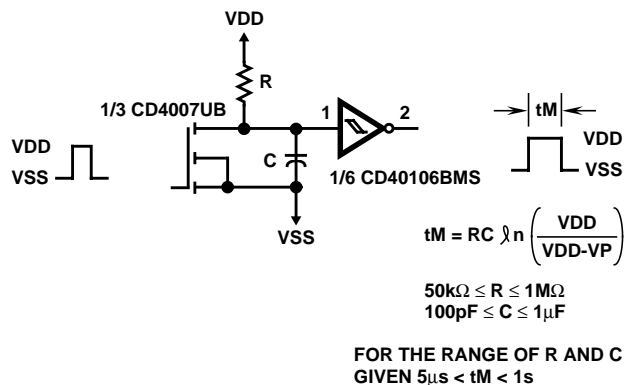 VDD
R
1/3 CD4007UB
1
2
tM
VDD
VSS
VDD
VSS
C
1/6 CD40106BMS
VSS
tM = RC ℓn (VDD / VDD-VP)
50kΩ ≤ R ≤ 1MΩ
100pF ≤ C ≤ 1μF
FOR THE RANGE OF R AND C
GIVEN 5μs < tM < 1s